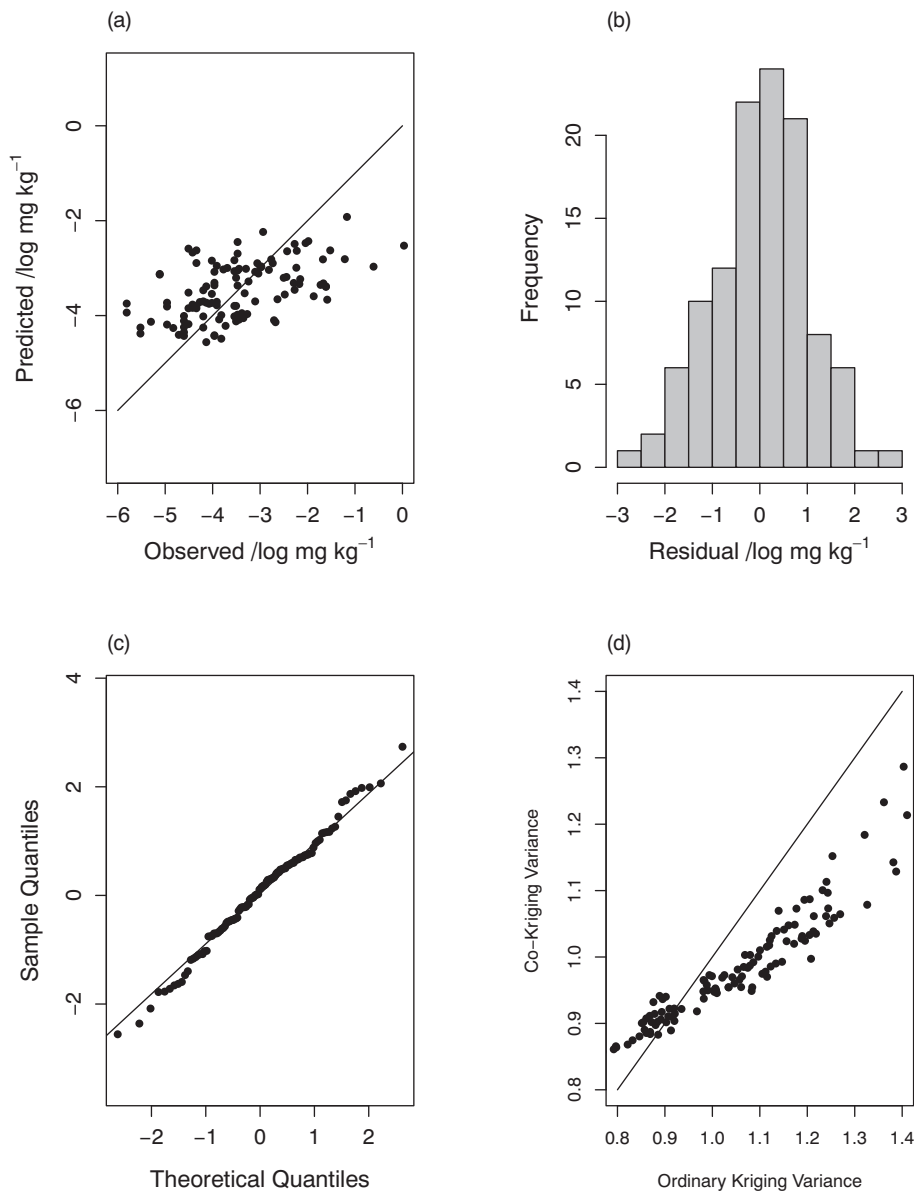 (a)
Predicted /log mg kg⁻¹
0
−2
−4
−6
−6 −5 −4 −3 −2 −1 0
Observed /log mg kg⁻¹
(b)
Frequency
20
15
10
5
0
−3 −2 −1 0 1 2 3
Residual /log mg kg⁻¹
(c)
Sample Quantiles
4
2
0
−2
−2 −1 0 1 2
Theoretical Quantiles
(d)
Co−Kriging Variance
1.4
1.3
1.2
1.1
1.0
0.9
0.8
0.8 0.9 1.0 1.1 1.2 1.3 1.4
Ordinary Kriging Variance